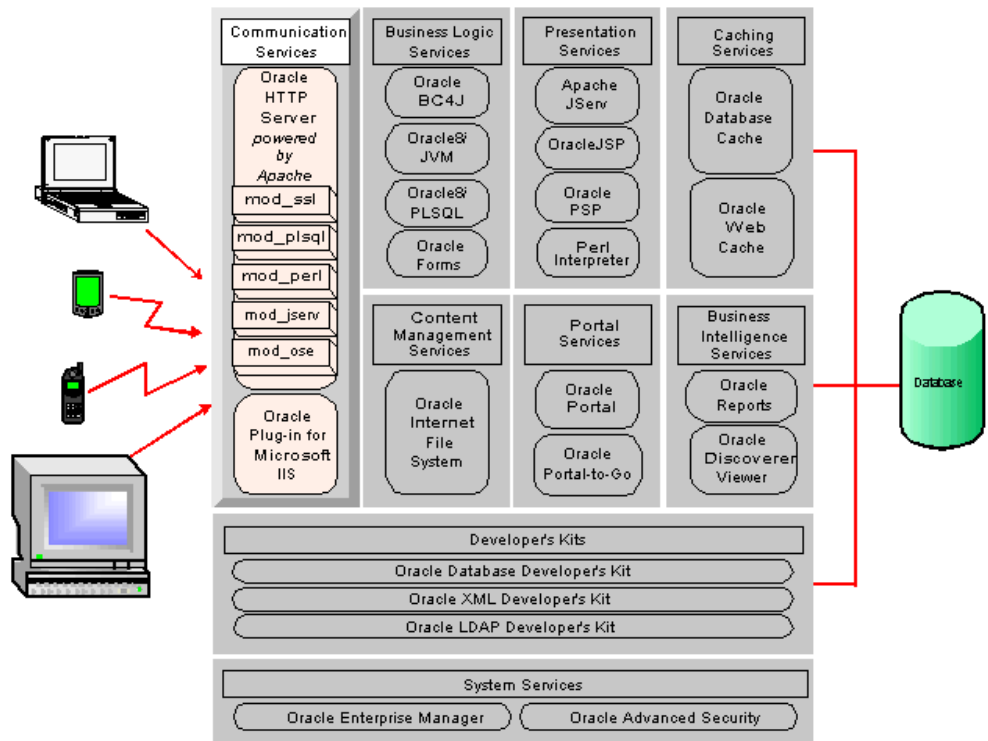 Communication
Services
Oracle
HTTP
Server
powered
by
Apache
mod_ssl
mod_plsql
mod_perl
mod_jserv
mod_ose
Oracle
Plug-in for
Microsoft
IIS
Business Logic
Services
Oracle
BC4J
Oracle8i
JVM
Oracle8i
PLSQL
Oracle
Forms
Presentation
Services
Apache
JServ
OracleJSP
Oracle
PSP
Perl
Interpreter
Caching
Services
Oracle
Database
Cache
Oracle
Web
Cache
Content
Management
Services
Oracle
Internet
File
System
Portal
Services
Oracle
Portal
Oracle
Portal-to-Go
Business
Intelligence
Services
Oracle
Reports
Oracle
Discoverer
Viewer
Database
Developer's Kits
Oracle Database Developer's Kit
Oracle XML Developer's Kit
Oracle LDAP Developer's Kit
System Services
Oracle Enterprise Manager
Oracle Advanced Security